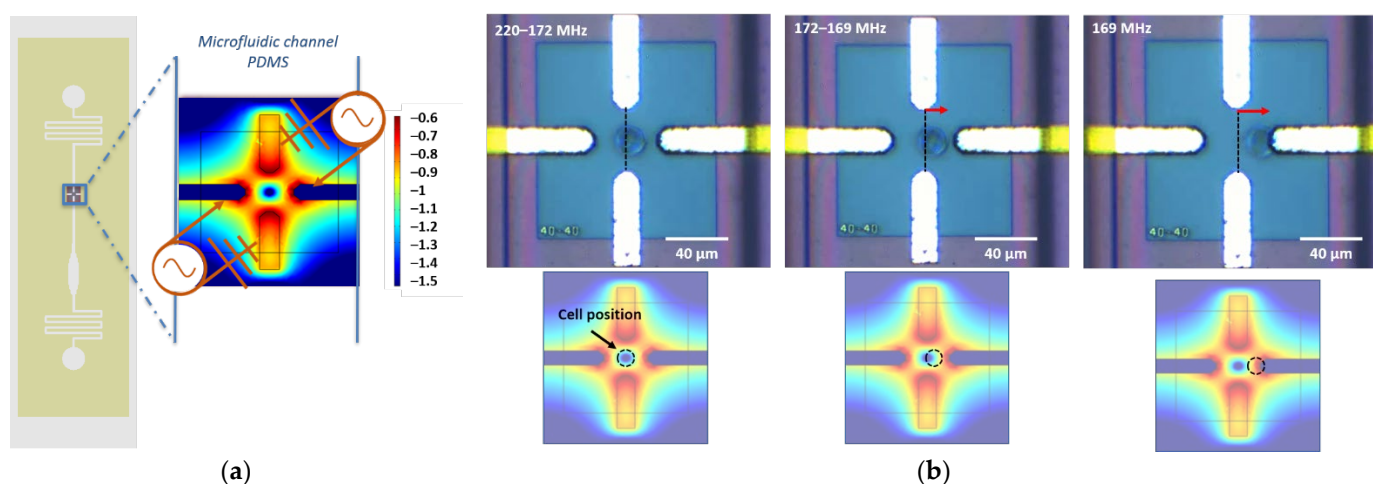 Microfluidic channel
PDMS
−0.6
−0.7
−0.8
−0.9
−1
−1.1
−1.2
−1.3
−1.4
−1.5
(a)
220–172 MHz
40-40
40 μm
172–169 MHz
40-40
40 μm
169 MHz
40-40
40 μm
Cell position
(b)